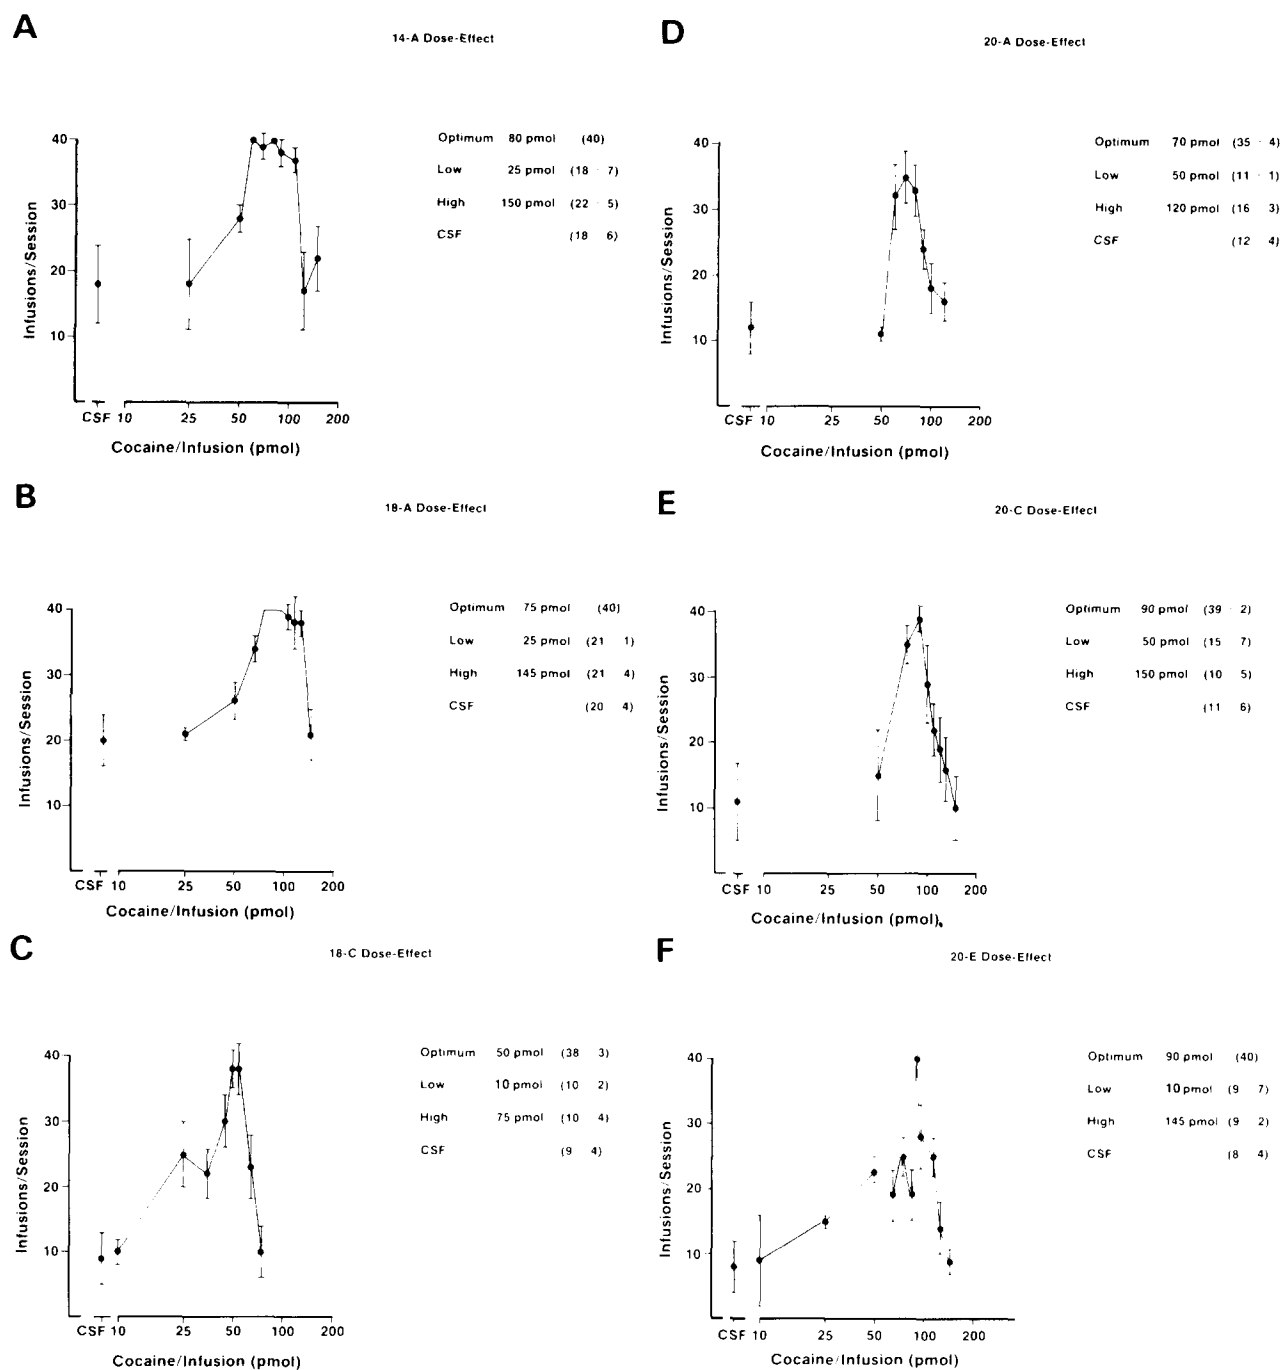 A
14-A Dose-Effect
Infusions/Session
40
30
20
10
CSF 10 25 50 100 200
Cocaine/Infusion (pmol)
Optimum 80 pmol (40)
Low 25 pmol (18 7)
High 150 pmol (22 5)
CSF (18 6)
B
18-A Dose-Effect
Infusions/Session
40
30
20
10
CSF 10 25 50 100 200
Cocaine/Infusion (pmol)
Optimum 75 pmol (40)
Low 25 pmol (21 1)
High 145 pmol (21 4)
CSF (20 4)
C
18-C Dose-Effect
Infusions/Session
40
30
20
10
CSF 10 25 50 100 200
Cocaine/Infusion (pmol)
Optimum 50 pmol (38 3)
Low 10 pmol (10 2)
High 75 pmol (10 4)
CSF (9 4)
D
20-A Dose-Effect
Infusions/Session
40
30
20
10
CSF 10 25 50 100 200
Cocaine/Infusion (pmol)
Optimum 70 pmol (35 4)
Low 50 pmol (11 1)
High 120 pmol (16 3)
CSF (12 4)
E
20-C Dose-Effect
Infusions/Session
40
30
20
10
CSF 10 25 50 100 200
Cocaine/Infusion (pmol)
Optimum 90 pmol (39 2)
Low 50 pmol (15 7)
High 150 pmol (10 5)
CSF (11 6)
F
20-E Dose-Effect
Infusions/Session
40
30
20
10
CSF 10 25 50 100 200
Cocaine/Infusion (pmol)
Optimum 90 pmol (40)
Low 10 pmol (9 7)
High 145 pmol (9 2)
CSF (8 4)